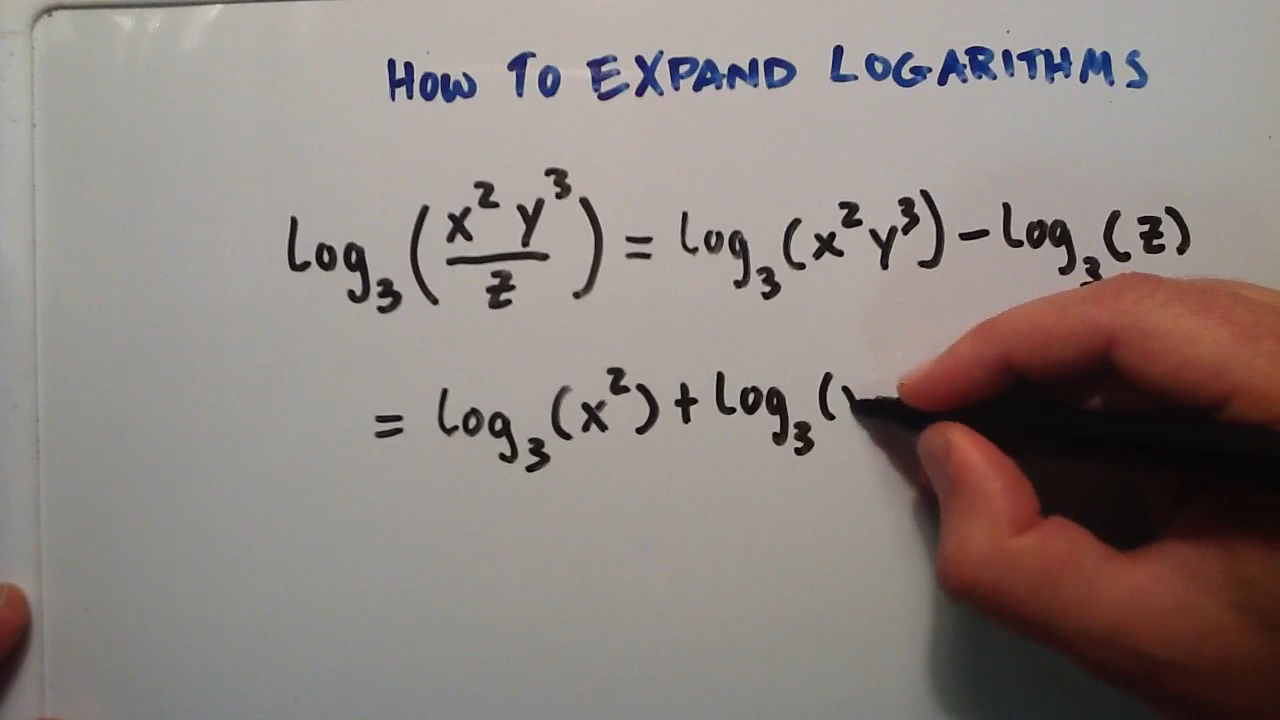 HOW TO EXPAND LOGARITHMS
log₃(x²y³/z) = log₃(x²y³) - log₃(z)
= log₃(x²) + log₃(